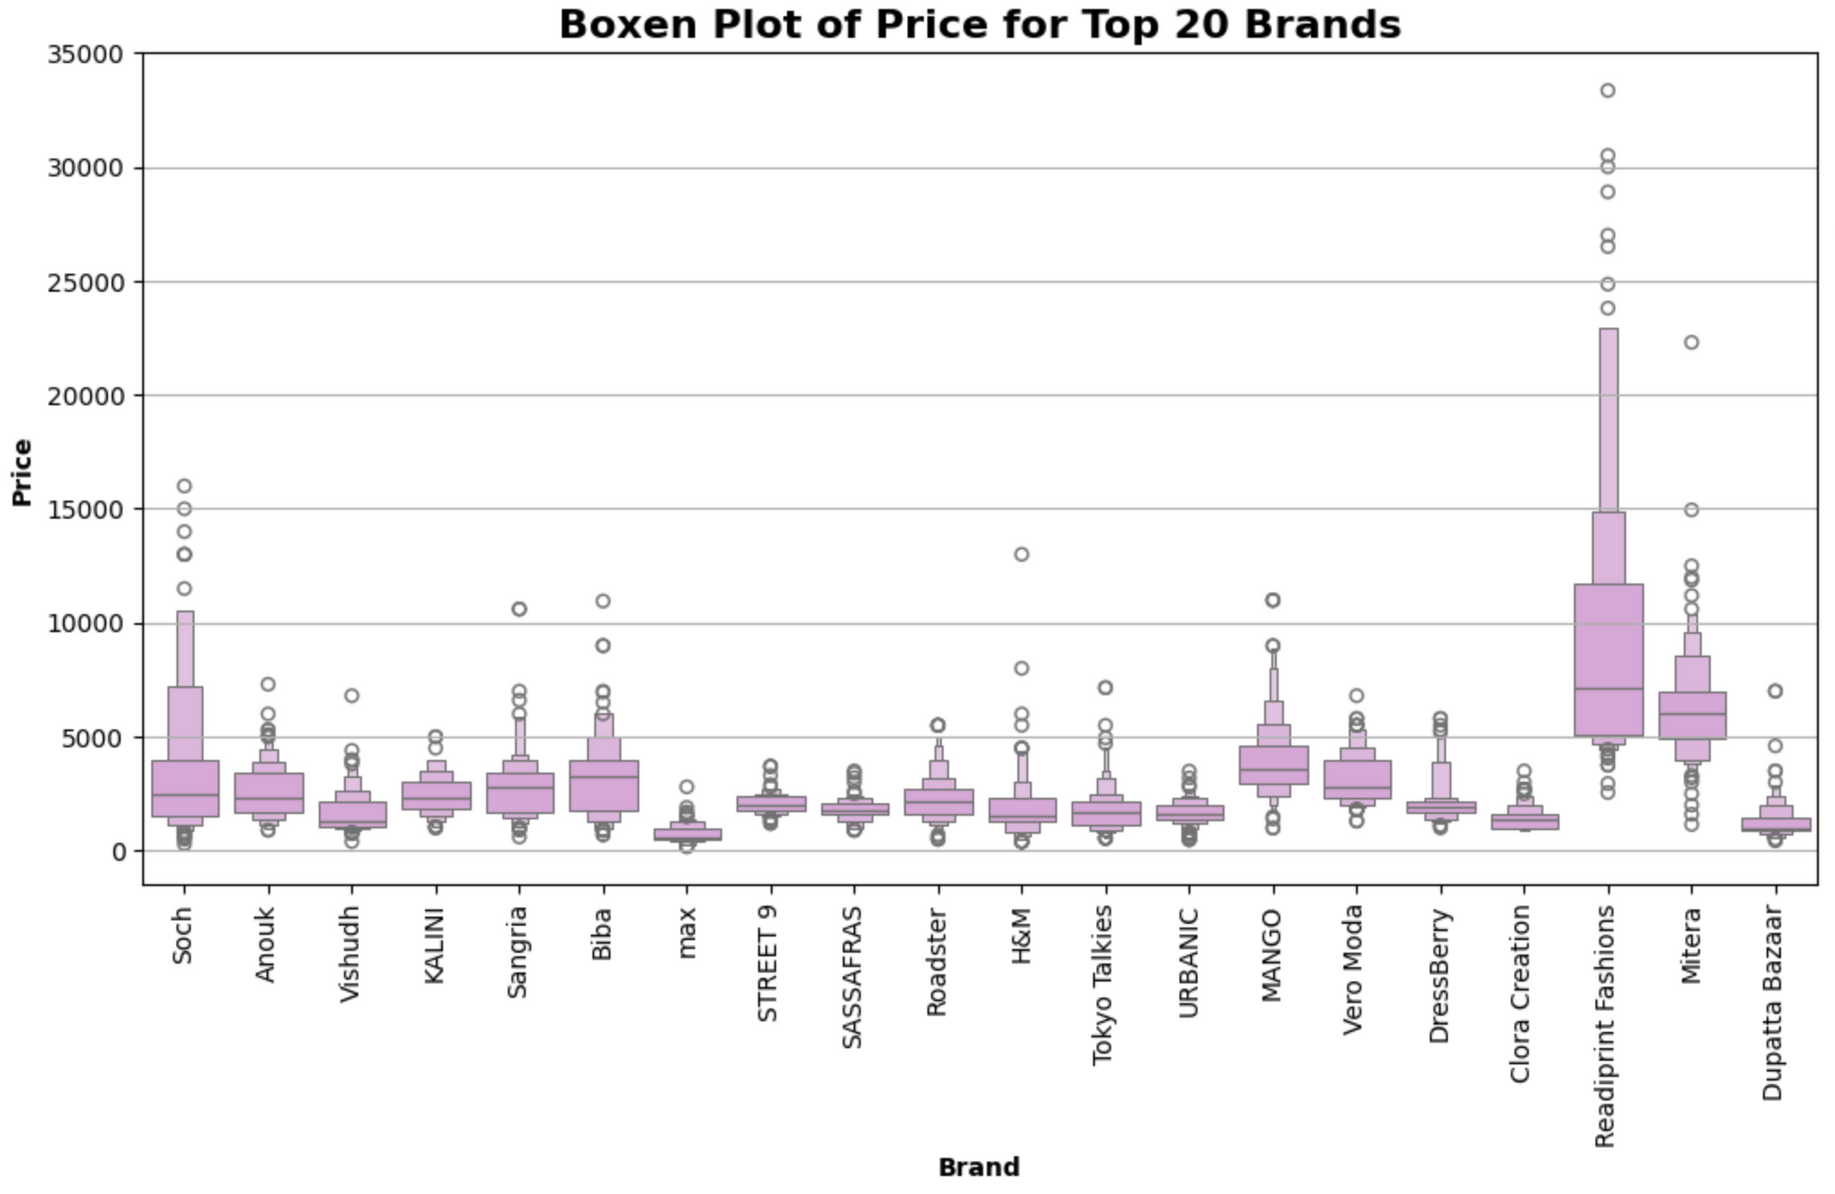 Boxen Plot of Price for Top 20 Brands
35000
30000
25000
20000
15000
10000
5000
0
Price
Soch
Anouk
Vishudh
KALINI
Sangria
Biba
max
STREET 9
SASSAFRAS
Roadster
H&M
Tokyo Talkies
URBANIC
MANGO
Vero Moda
DressBerry
Clora Creation
Readiprint Fashions
Mitera
Dupatta Bazaar
Brand